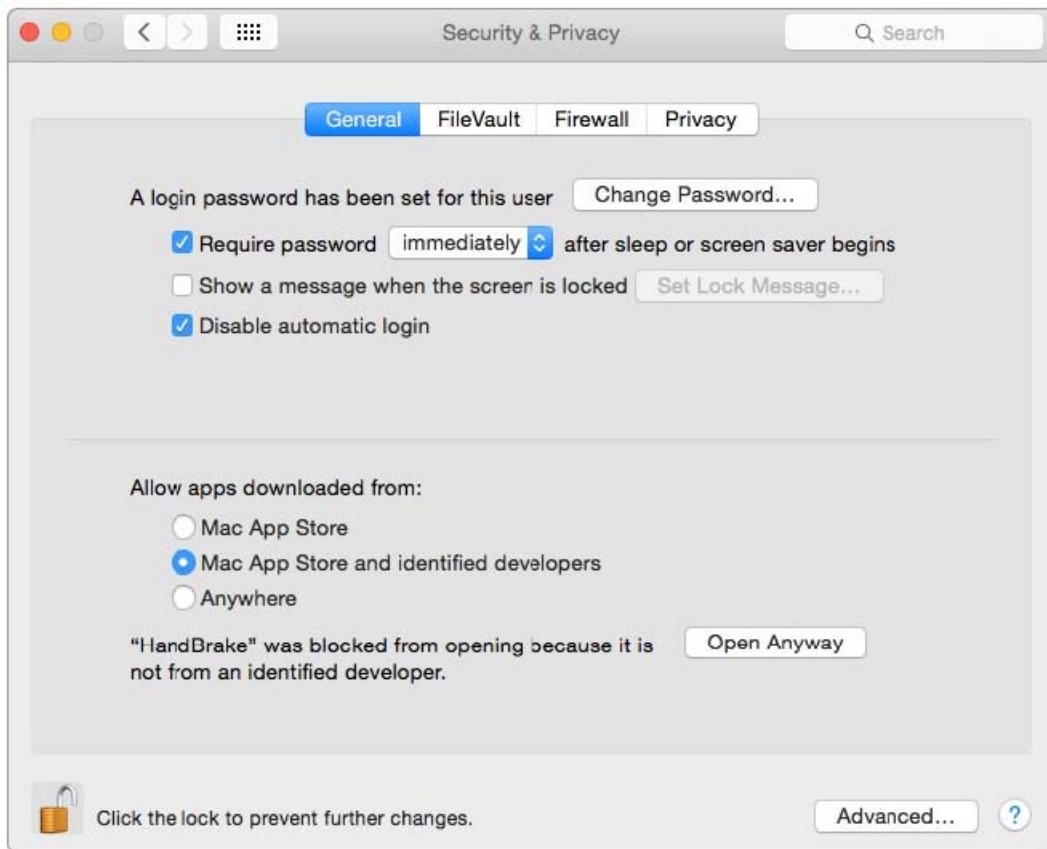 Security & Privacy
Search
General FileVault Firewall Privacy
A login password has been set for this user Change Password...
Require password immediately after sleep or screen saver begins
Show a message when the screen is locked Set Lock Message...
Disable automatic login
Allow apps downloaded from:
Mac App Store
Mac App Store and identified developers
Anywhere
“HandBrake” was blocked from opening because it is Open Anyway
not from an identified developer.
Click the lock to prevent further changes. Advanced... ?